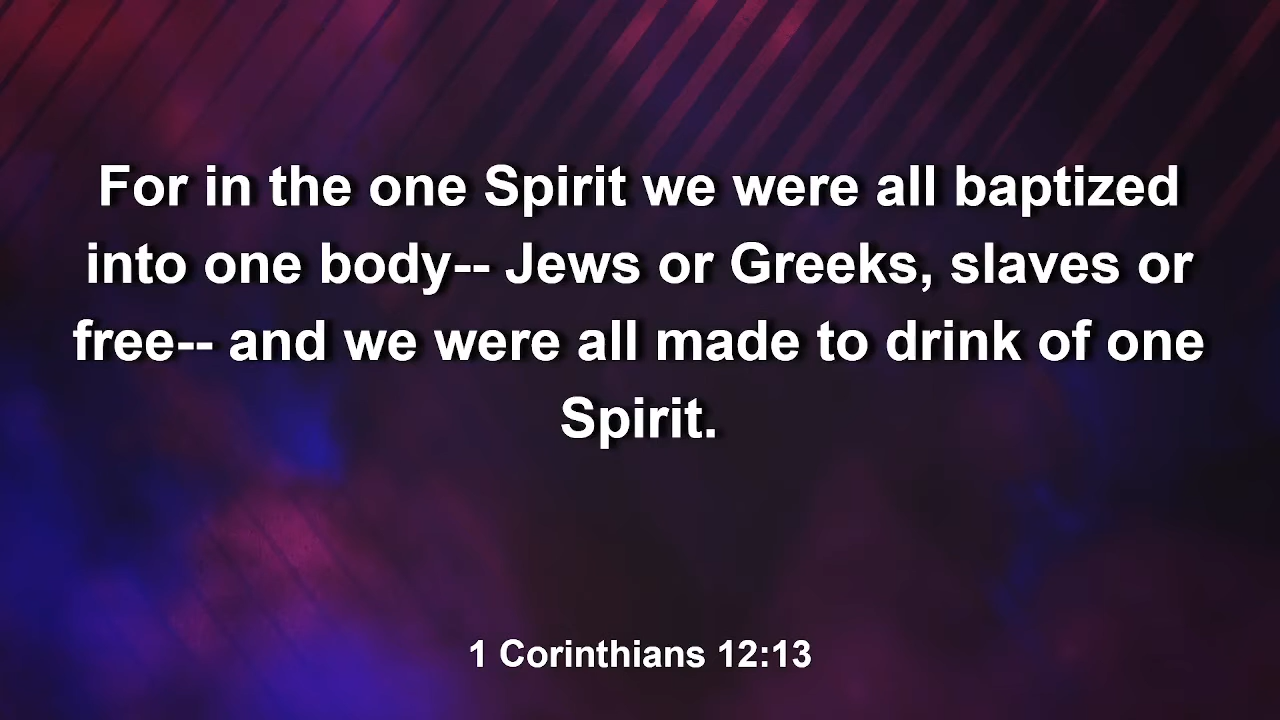 For in the one Spirit we were all baptized
into one body-- Jews or Greeks, slaves or
free-- and we were all made to drink of one
Spirit.
1 Corinthians 12:13